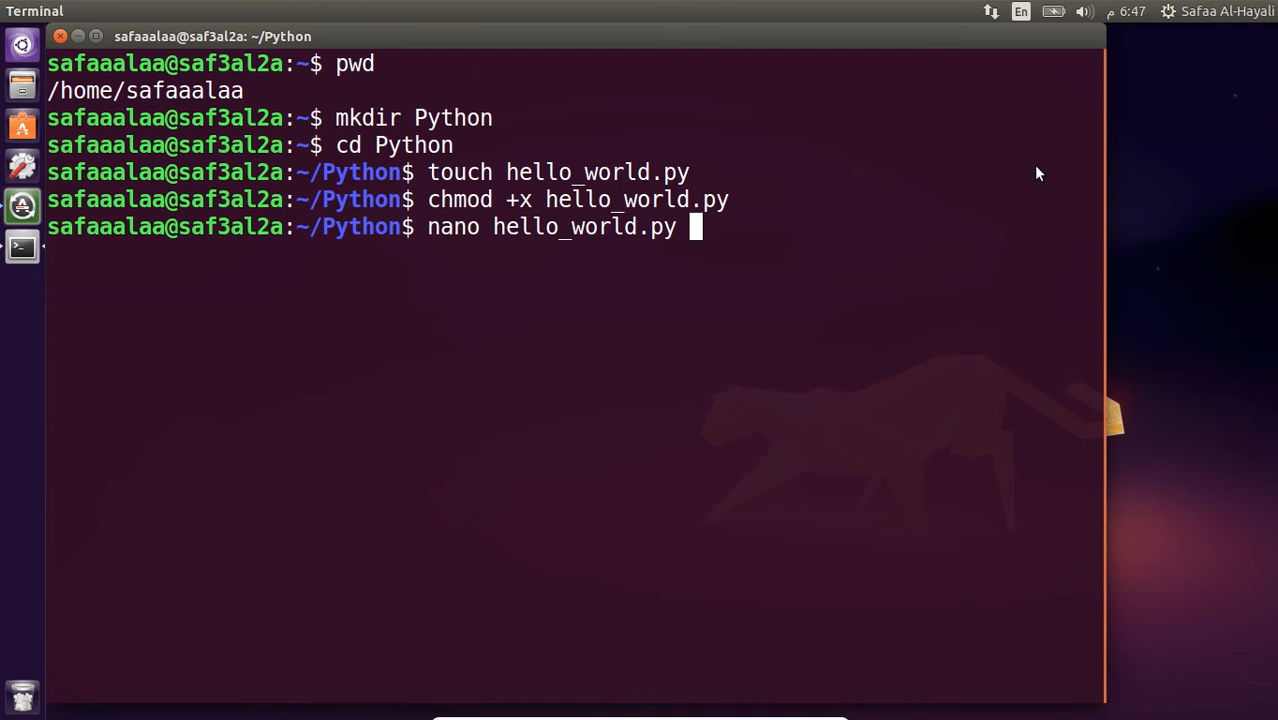 Terminal
En
6:47 م
Safaa Al-Hayali
safaaalaa@saf3al2a: ~/Python
safaaalaa@saf3al2a:~$ pwd
/home/safaaalaa
safaaalaa@saf3al2a:~$ mkdir Python
safaaalaa@saf3al2a:~$ cd Python
safaaalaa@saf3al2a:~/Python$ touch hello_world.py
safaaalaa@saf3al2a:~/Python$ chmod +x hello_world.py
safaaalaa@saf3al2a:~/Python$ nano hello_world.py